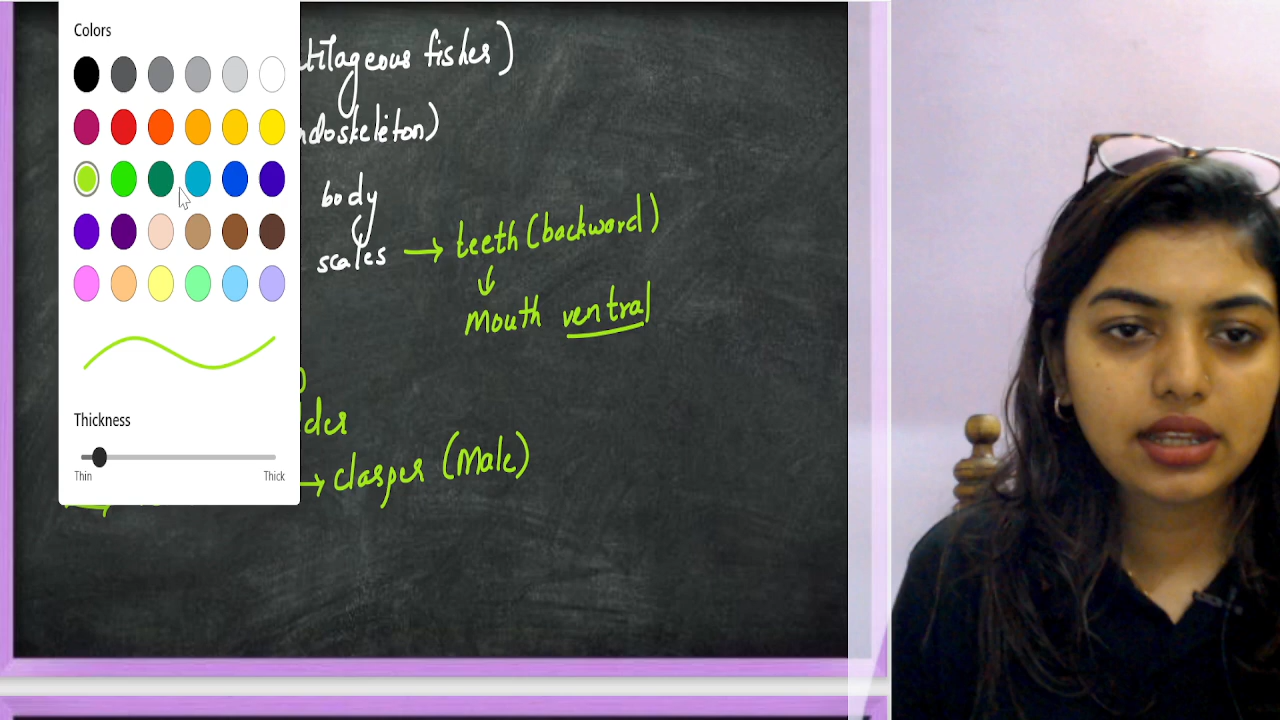 Colors
tilageous fishes)
ndoskeleton)
body
scales → teeth (backword)
Mouth ventral
der
→ clasper (Male)
Thickness
Thin Thick